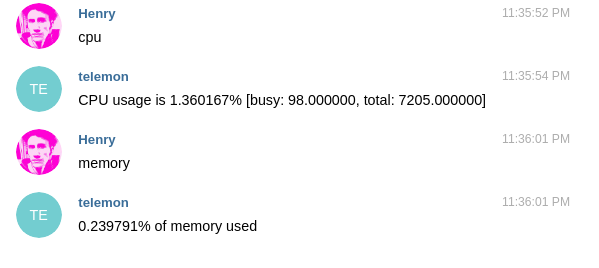 Henry 11:35:52 PM
cpu
telemon 11:35:54 PM
TE
CPU usage is 1.360167% [busy: 98.000000, total: 7205.000000]
Henry 11:36:01 PM
memory
telemon 11:36:01 PM
TE
0.239791% of memory used